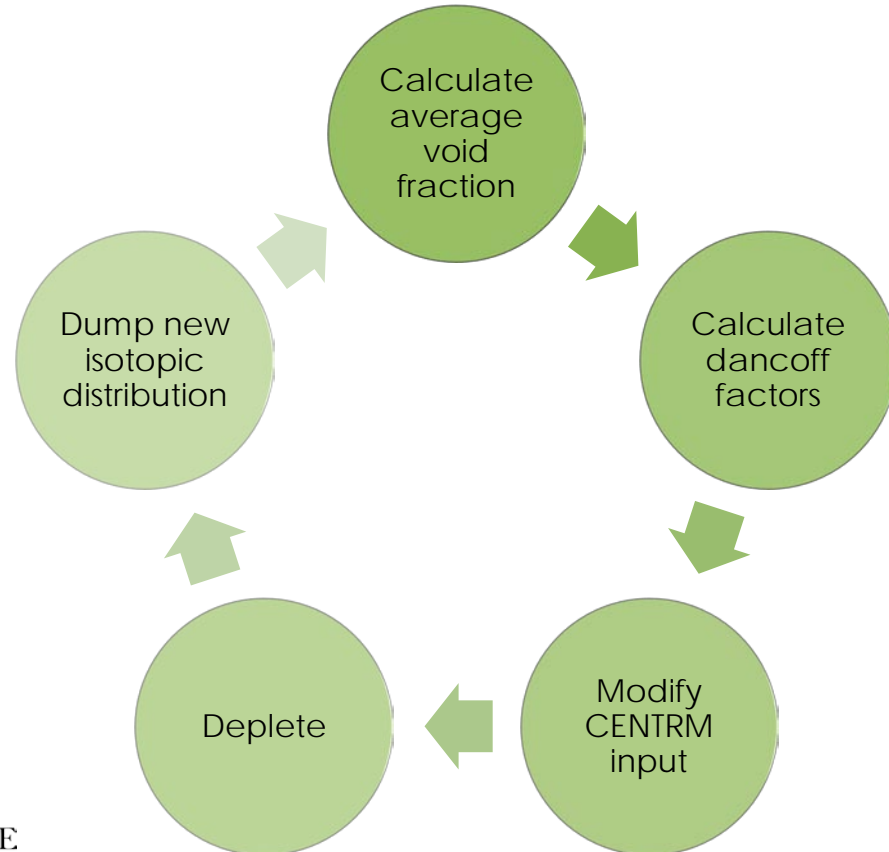 Calculate
average
void
fraction
Calculate
dancoff
factors
Modify
CENTRM
input
Deplete
Dump new
isotopic
distribution
E